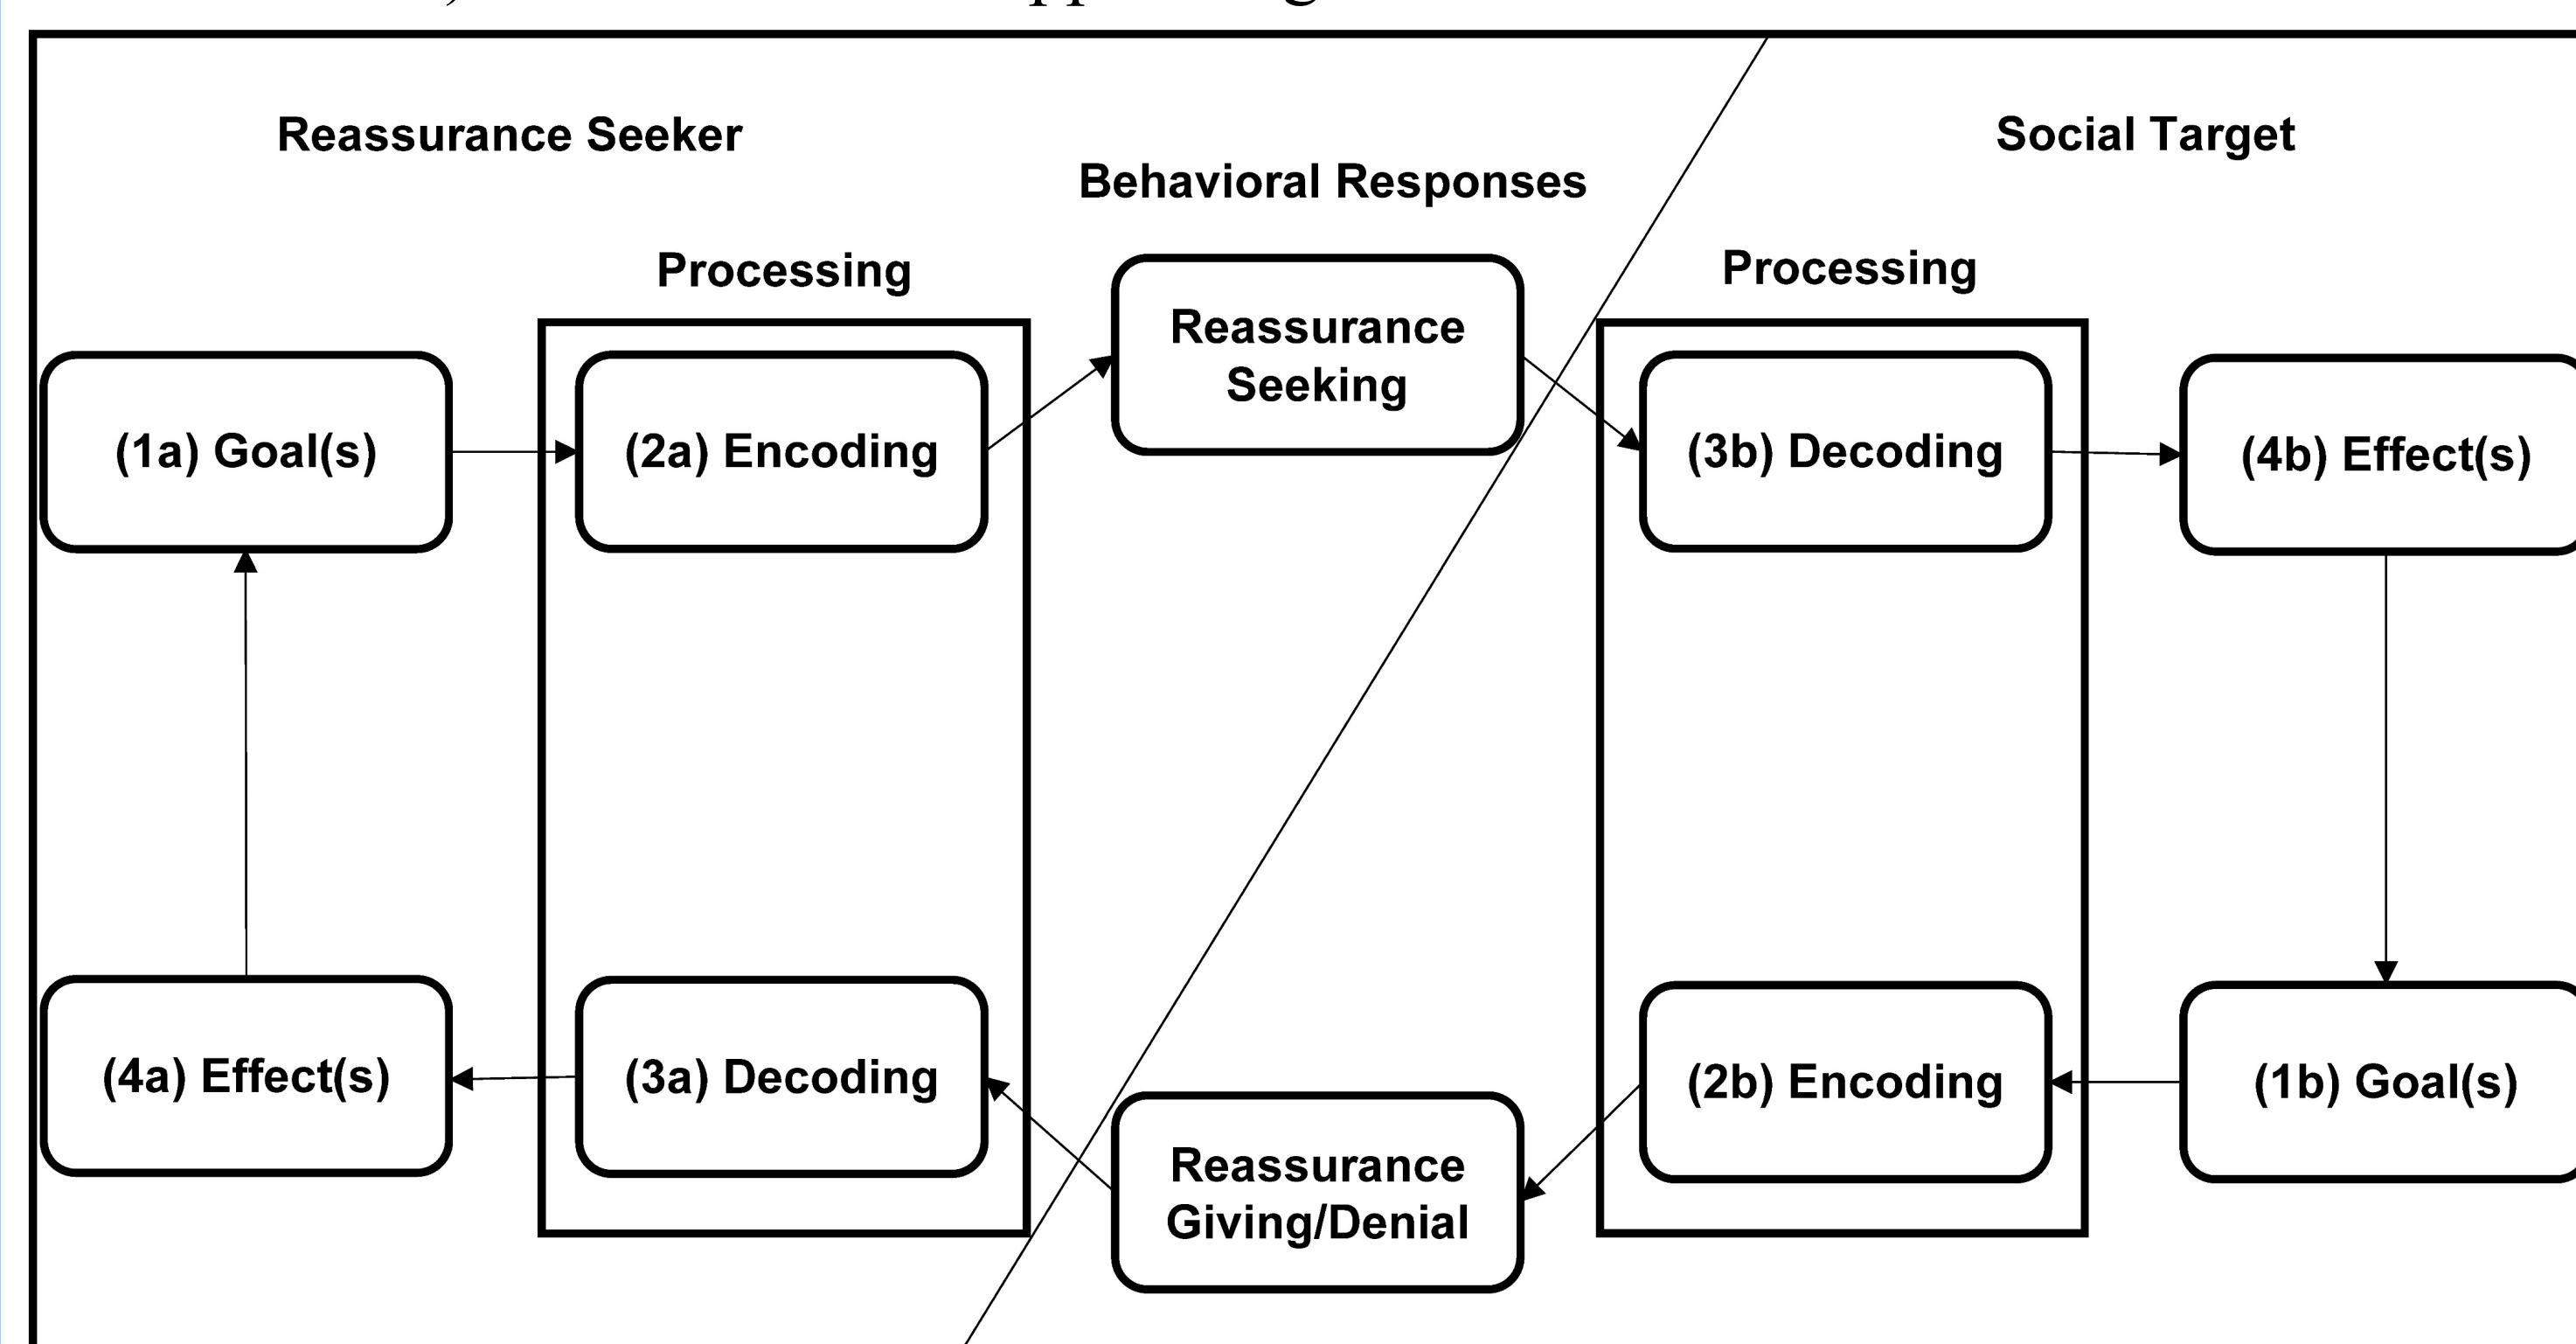 Reassurance Seeker
Social Target
Behavioral Responses
Processing
Processing
Reassurance
Seeking
(1a) Goal(s)
(2a) Encoding
(3b) Decoding
(4b) Effect(s)
(4a) Effect(s)
(3a) Decoding
(2b) Encoding
(1b) Goal(s)
Reassurance
Giving/Denial